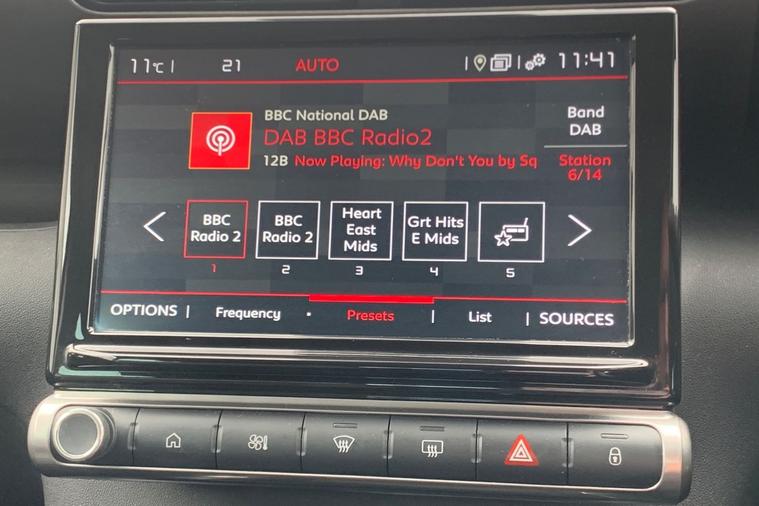 11°C | 21 AUTO 11:41
BBC National DAB
DAB BBC Radio2
12B Now Playing: Why Don't You by Sq
Band
DAB
Station
6/14
BBC
Radio 2
1
BBC
Radio 2
2
Heart
East
Mids
3
Grt Hits
E Mids
4
5
OPTIONS | Frequency Presets | List | SOURCES